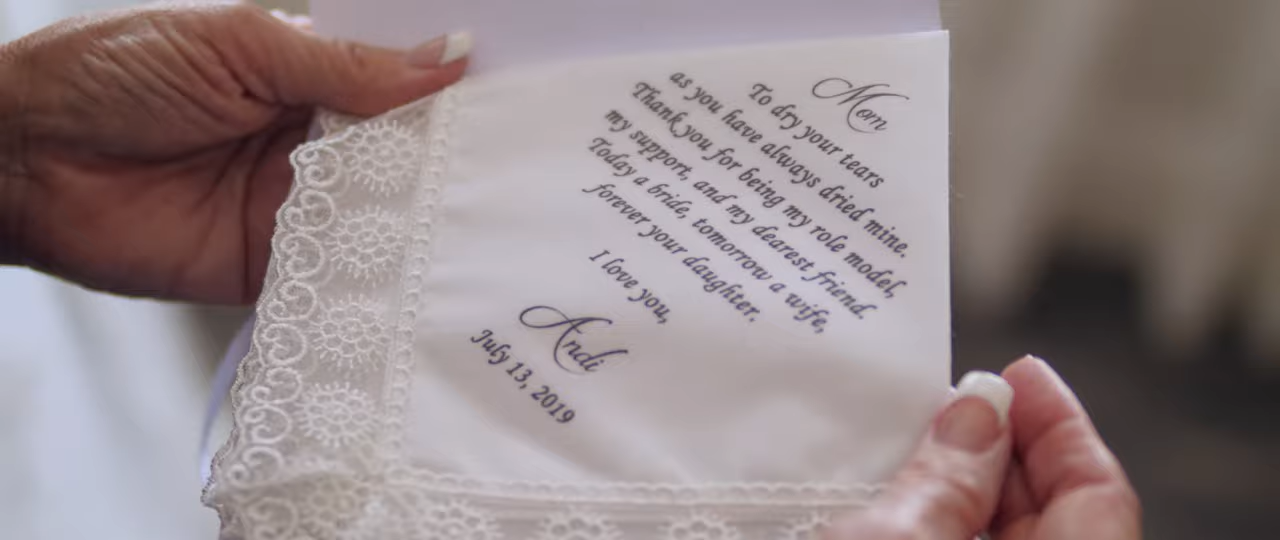 Mom
To dry your tears
as you have always dried mine.
Thank you for being my role model,
my support, and my dearest friend.
Today a bride, tomorrow a wife,
forever your daughter.
I love you,
Andi
July 13, 2019